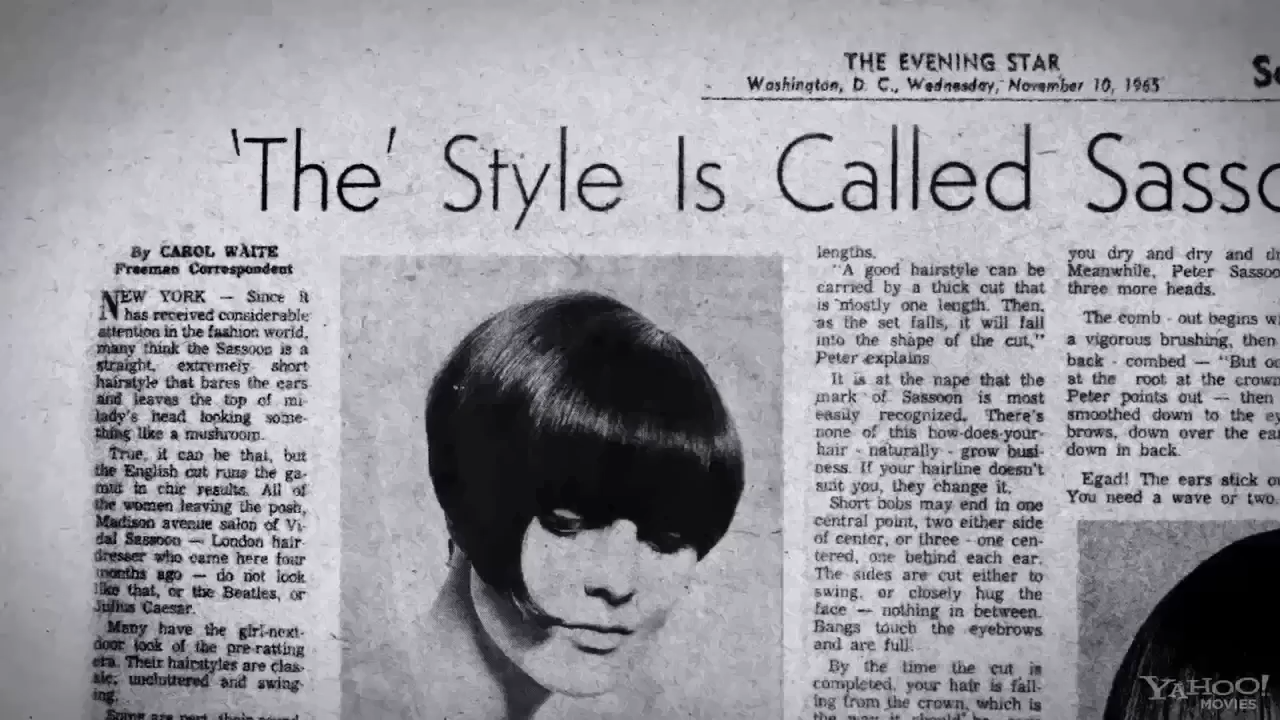 THE EVENING STAR
Washington, D. C., Wednesday, November 10, 1965
'The' Style Is Called Sasso
By CAROL WAITE
Freeman Correspondent
NEW YORK — Since it
has received considerable
attention in the fashion world,
many think the Sassoon is a
straight, extremely short
hairstyle that bares the ears
and leaves the top of mi-
lady's head looking some-
thing like a mushroom.
True, it can be that, but
the English cut runs the ga-
mut in chic results. All of
the women leaving the posh,
Madison avenue salon of Vi-
dal Sassoon — London hair-
dresser who came here four
months ago — do not look
like that, or the Beatles, or
Julius Caesar.
Many have the girl-next-
door look of the pre-ratting
era. Their hairstyles are clas-
sic, uncluttered and swing-
ing.
Some are part, their
lengths.
"A good hairstyle can be
carried by a thick cut that
is mostly one length. Then,
as the set falls, it will fall
into the shape of the cut,"
Peter explains
It is at the nape that the
mark of Sassoon is most
easily recognized. There's
none of this how-does-your-
hair - naturally - grow busi-
ness. If your hairline doesn't
suit you, they change it.
Short bobs may end in one
central point, two either side
of center, or three - one cen-
tered, one behind each ear.
The sides are cut either to
swing, or closely hug the
face — nothing in between.
Bangs touch the eyebrows
and are full.
By the time the cut is
completed, your hair is fall-
ing from the crown, which is
the way it should be
you dry and dry and dr
Meanwhile, Peter Sassoo
three more heads.
The comb - out begins wi
a vigorous brushing, then
back - combed — "But on
at the root at the crown
Peter points out — then
smoothed down to the ey
brows, down over the ear
down in back.
Egad! The ears stick ou
You need a wave or two.
YAHOO!
MOVIES